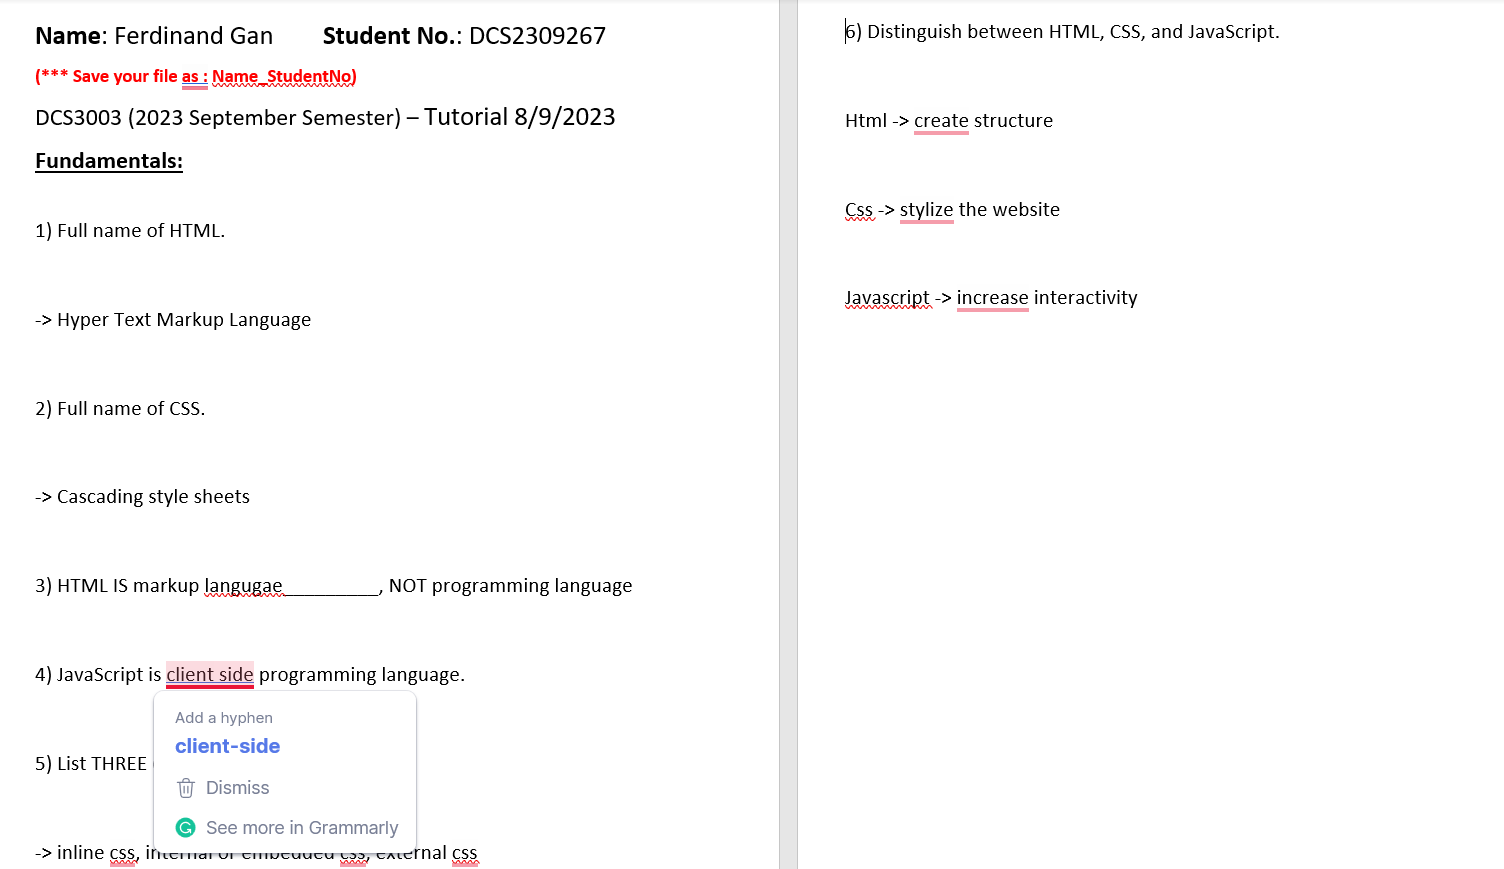 Name: Ferdinand Gan Student No.: DCS2309267
(*** Save your file as : Name_StudentNo)
DCS3003 (2023 September Semester) – Tutorial 8/9/2023
Fundamentals:
1) Full name of HTML.
-> Hyper Text Markup Language
2) Full name of CSS.
-> Cascading style sheets
3) HTML IS markup langugae__________, NOT programming language
4) JavaScript is client side programming language.
Add a hyphen
client-side
Dismiss
See more in Grammarly
5) List THREE
-> inline css, internal or embedded css, external css
6) Distinguish between HTML, CSS, and JavaScript.
Html -> create structure
Css -> stylize the website
Javascript -> increase interactivity